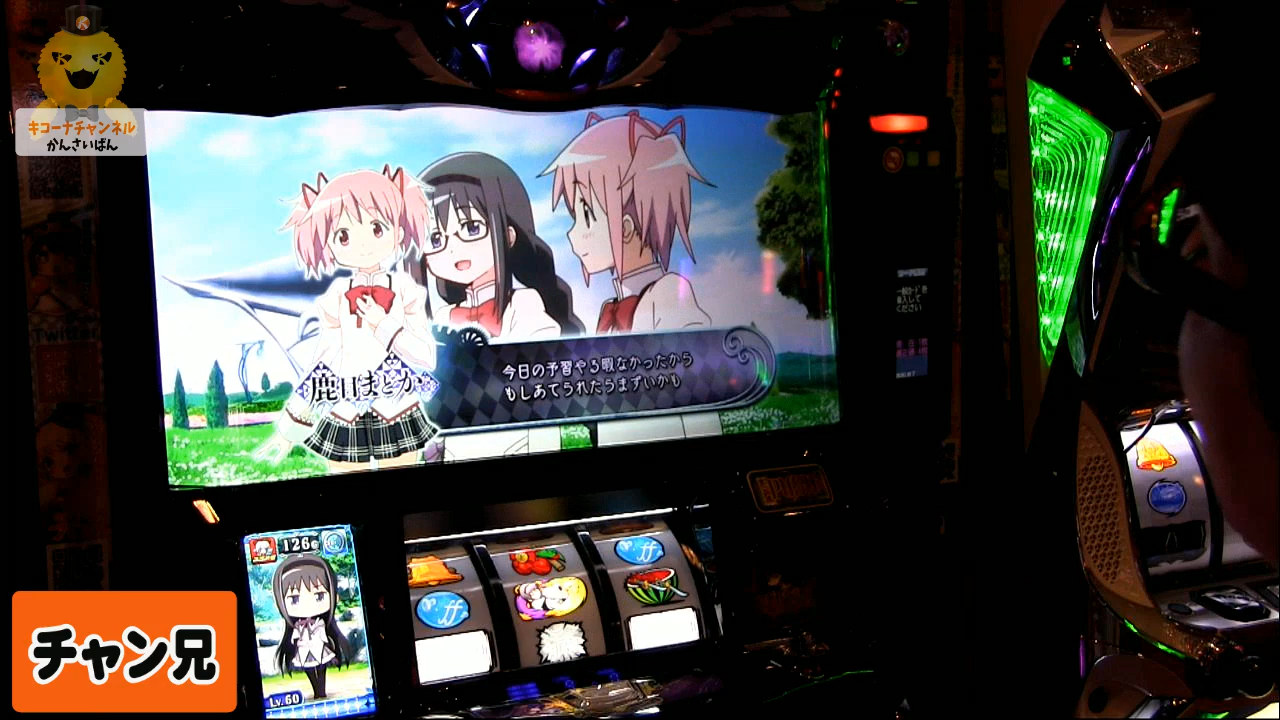 キコーナチャンネル
かんさいばん
Twitter
鹿目まどか
今日の予習やる暇なかったから
もしあてられたらまずいかも
126G
Lv.60
チャン兄